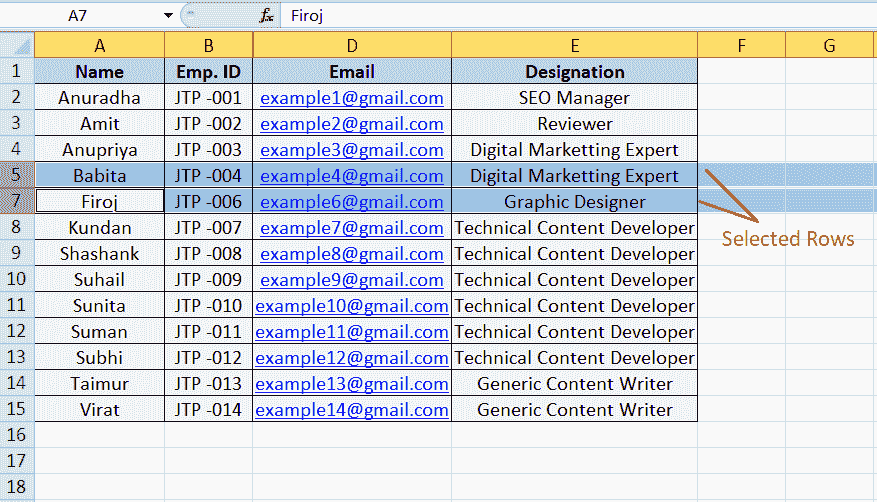 A7 fx Firoj
A B D E F G
1 Name Emp. ID Email Designation
2 Anuradha JTP -001 example1@gmail.com SEO Manager
3 Amit JTP -002 example2@gmail.com Reviewer
4 Anupriya JTP -003 example3@gmail.com Digital Marketting Expert
5 Babita JTP -004 example4@gmail.com Digital Marketting Expert
7 Firoj JTP -006 example6@gmail.com Graphic Designer
8 Kundan JTP -007 example7@gmail.com Technical Content Developer
Selected Rows
9 Shashank JTP -008 example8@gmail.com Technical Content Developer
10 Suhail JTP -009 example9@gmail.com Technical Content Developer
11 Sunita JTP -010 example10@gmail.com Technical Content Developer
12 Suman JTP -011 example11@gmail.com Technical Content Developer
13 Subhi JTP -012 example12@gmail.com Technical Content Developer
14 Taimur JTP -013 example13@gmail.com Generic Content Writer
15 Virat JTP -014 example14@gmail.com Generic Content Writer
16
17
18